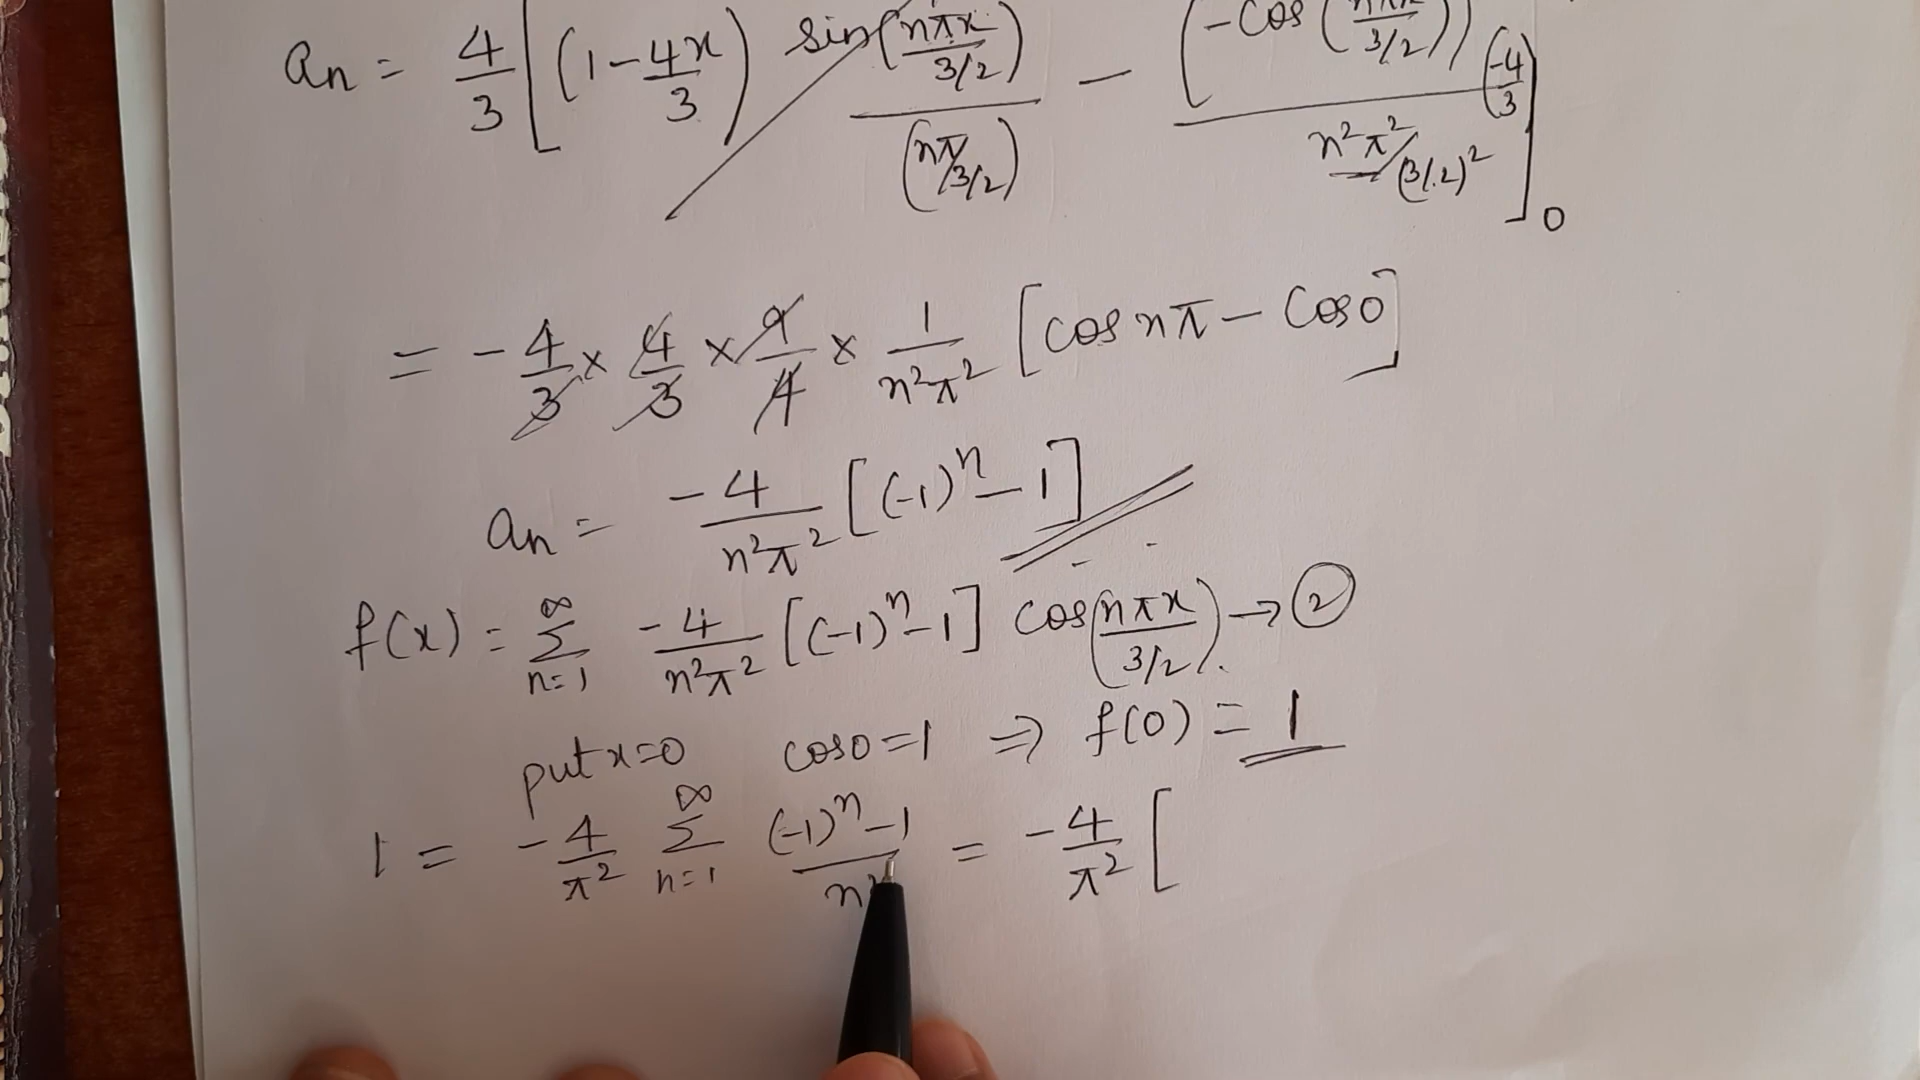 an = 4/3 [(1-4x/3) sin(nπx/3/2)/(nπ/3/2) - (-cos(nπx/3/2))(-4/3)/n²π²/(3/2)²]0
= -4/3 × 4/3 × 9/4 × 1/n²π² [cos nπ - cos0]
an = -4/n²π² [(-1)ⁿ-1]
f(x) = ∞Σn=1 -4/n²π² [(-1)ⁿ-1] cos(nπx/3/2) → ②
put x=0 cos0=1 ⇒ f(0) = 1
1 = -4/π² ∞Σn=1 (-1)ⁿ-1/n² = -4/π² [